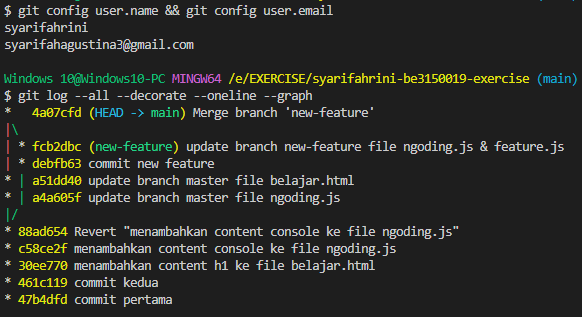 $ git config user.name && git config user.email
syarifahrini
syarifahagustina3@gmail.com
Windows 10@Windows10-PC MINGW64 /e/EXERCISE/syarifahrini-be3150019-exercise (main)
$ git log --all --decorate --oneline --graph
*   4a07cfd (HEAD -> main) Merge branch 'new-feature'
|\
| * fcb2dbc (new-feature) update branch new-feature file ngoding.js & feature.js
| * debfb63 commit new feature
* | a51dd40 update branch master file belajar.html
* | a4a605f update branch master file ngoding.js
|/
* 88ad654 Revert "menambahkan content console ke file ngoding.js"
* c58ce2f menambahkan content console ke file ngoding.js
* 30ee770 menambahkan content h1 ke file belajar.html
* 461c119 commit kedua
* 47b4dfd commit pertama